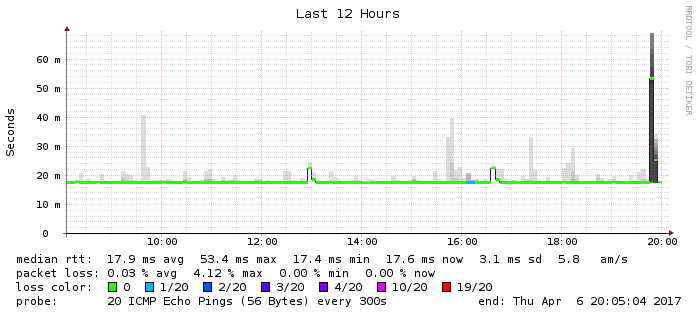 Last 12 Hours
RRDTOOL / TOBI OETIKER
Seconds
60 m
50 m
40 m
30 m
20 m
10 m
0
10:00 12:00 14:00 16:00 18:00 20:00
median rtt: 17.9 ms avg 53.4 ms max 17.4 ms min 17.6 ms now 3.1 ms sd 5.8 am/s
packet loss: 0.03 % avg 4.12 % max 0.00 % min 0.00 % now
loss color: 0 1/20 2/20 3/20 4/20 10/20 19/20
probe: 20 ICMP Echo Pings (56 Bytes) every 300s end: Thu Apr 6 20:05:04 2017